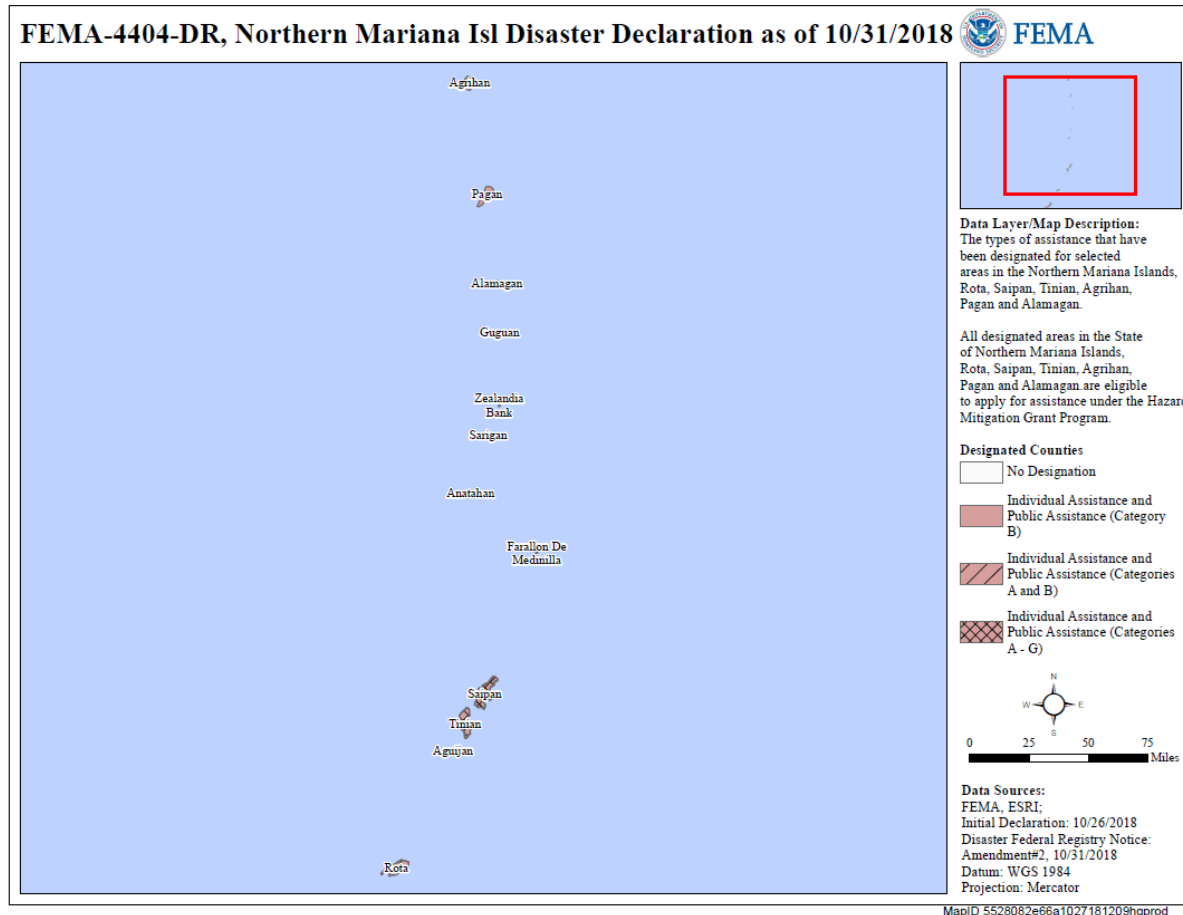 FEMA-4404-DR, Northern Mariana Isl Disaster Declaration as of 10/31/2018
FEMA
Agrihan
Pagan
Alamagan
Guguan
Zealandia
Bank
Sarigan
Anatahan
Farallon De
Medinilla
Saipan
Tinian
Aguijan
Rota
Data Layer/Map Description:
The types of assistance that have
been designated for selected
areas in the Northern Mariana Islands,
Rota, Saipan, Tinian, Agrihan,
Pagan and Alamagan.
All designated areas in the State
of Northern Mariana Islands,
Rota, Saipan, Tinian, Agrihan,
Pagan and Alamagan.are eligible
to apply for assistance under the Hazard
Mitigation Grant Program.
Designated Counties
No Designation
Individual Assistance and
Public Assistance (Category
B)
Individual Assistance and
Public Assistance (Categories
A and B)
Individual Assistance and
Public Assistance (Categories
A - G)
N
W E
S
0 25 50 75
Miles
Data Sources:
FEMA, ESRI;
Initial Declaration: 10/26/2018
Disaster Federal Registry Notice:
Amendment#2, 10/31/2018
Datum: WGS 1984
Projection: Mercator
MapID 5528082e66a1027181209hqprod